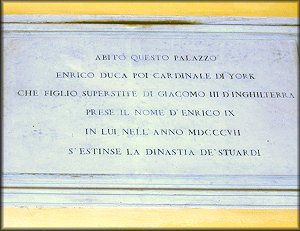 ABITÒ QUESTO PALAZZO
ENRICO DUCA POI CARDINALE DI YORK
CHE FIGLIO SUPERSTITE DI GIACOMO III D'INGHILTERRA
PRESE IL NOME D'ENRICO IX
IN LUI NELL'ANNO MDCCCVII
S'ESTINSE LA DINASTIA DE'STUARDI